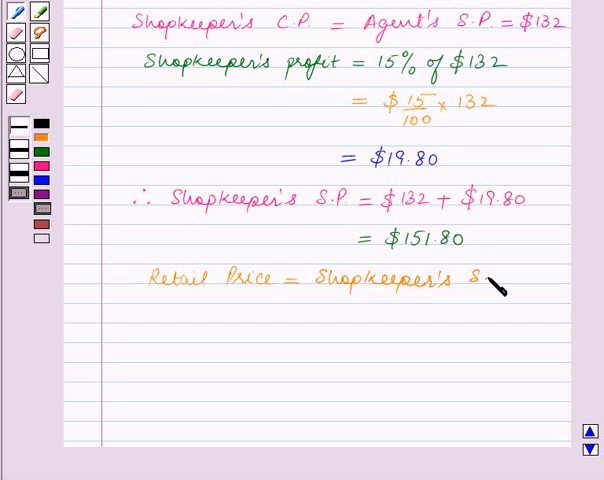 Shopkeeper's C.P. = Agent's S.P. = $132
Shopkeeper's profit = 15% of $132
= $ 15/100 × 132
= $19.80
∴ Shopkeeper's S.P. = $132 + $19.80
= $151.80
Retail Price = Shopkeeper's S